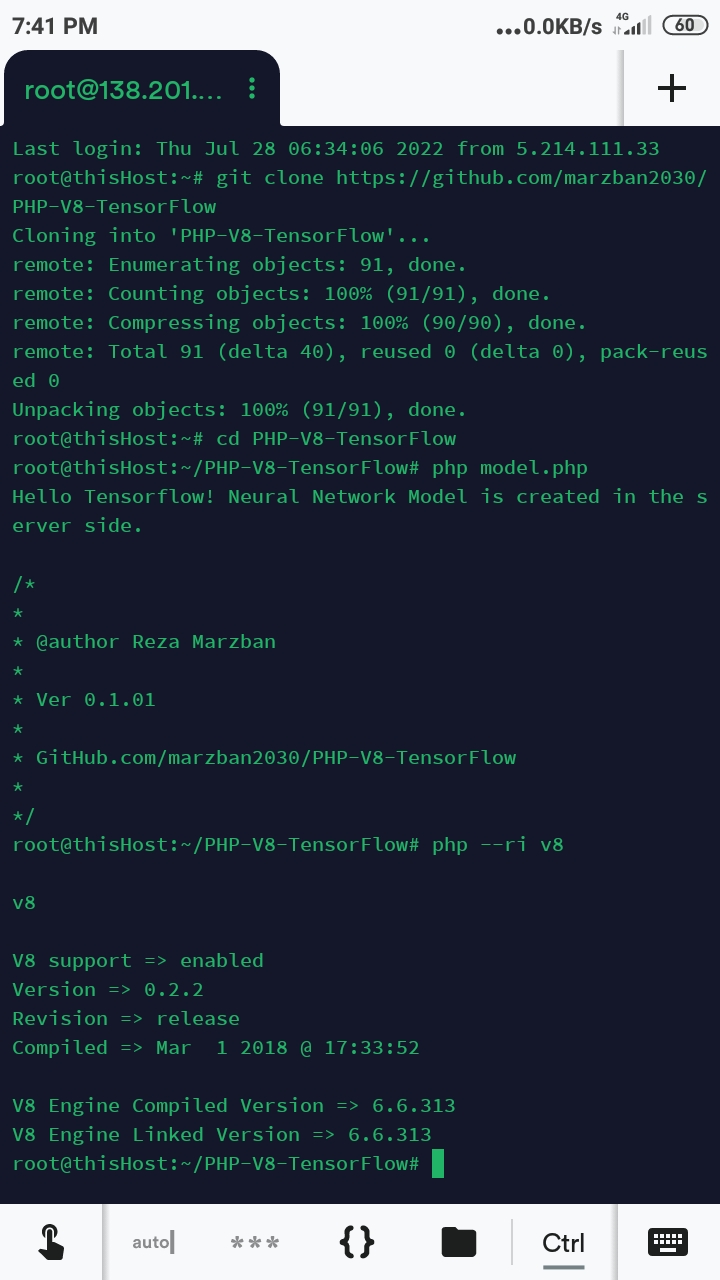 7:41 PM
...0.0KB/s 4G 60
root@138.201....
Last login: Thu Jul 28 06:34:06 2022 from 5.214.111.33
root@thisHost:~# git clone https://github.com/marzban2030/
PHP-V8-TensorFlow
Cloning into 'PHP-V8-TensorFlow'...
remote: Enumerating objects: 91, done.
remote: Counting objects: 100% (91/91), done.
remote: Compressing objects: 100% (90/90), done.
remote: Total 91 (delta 40), reused 0 (delta 0), pack-reus
ed 0
Unpacking objects: 100% (91/91), done.
root@thisHost:~# cd PHP-V8-TensorFlow
root@thisHost:~/PHP-V8-TensorFlow# php model.php
Hello Tensorflow! Neural Network Model is created in the s
erver side.
/*
*
* @author Reza Marzban
*
* Ver 0.1.01
*
* GitHub.com/marzban2030/PHP-V8-TensorFlow
*
*/
root@thisHost:~/PHP-V8-TensorFlow# php --ri v8
v8
V8 support => enabled
Version => 0.2.2
Revision => release
Compiled => Mar  1 2018 @ 17:33:52
V8 Engine Compiled Version => 6.6.313
V8 Engine Linked Version => 6.6.313
root@thisHost:~/PHP-V8-TensorFlow#
auto *** {} Ctrl